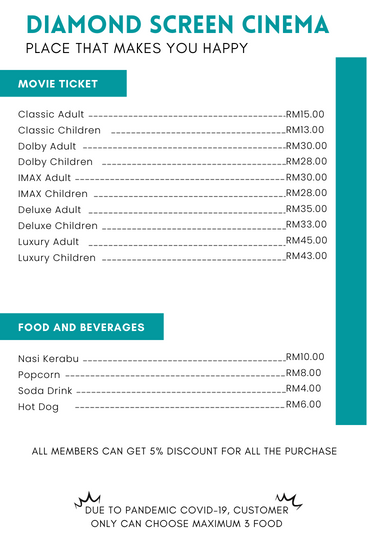 DIAMOND SCREEN CINEMA
PLACE THAT MAKES YOU HAPPY
MOVIE TICKET
Classic Adult RM15.00
Classic Children RM13.00
Dolby Adult RM30.00
Dolby Children RM28.00
IMAX Adult RM30.00
IMAX Children RM28.00
Deluxe Adult RM35.00
Deluxe Children RM33.00
Luxury Adult RM45.00
Luxury Children RM43.00
FOOD AND BEVERAGES
Nasi Kerabu RM10.00
Popcorn RM8.00
Soda Drink RM4.00
Hot Dog RM6.00
ALL MEMBERS CAN GET 5% DISCOUNT FOR ALL THE PURCHASE
DUE TO PANDEMIC COVID-19, CUSTOMER
ONLY CAN CHOOSE MAXIMUM 3 FOOD